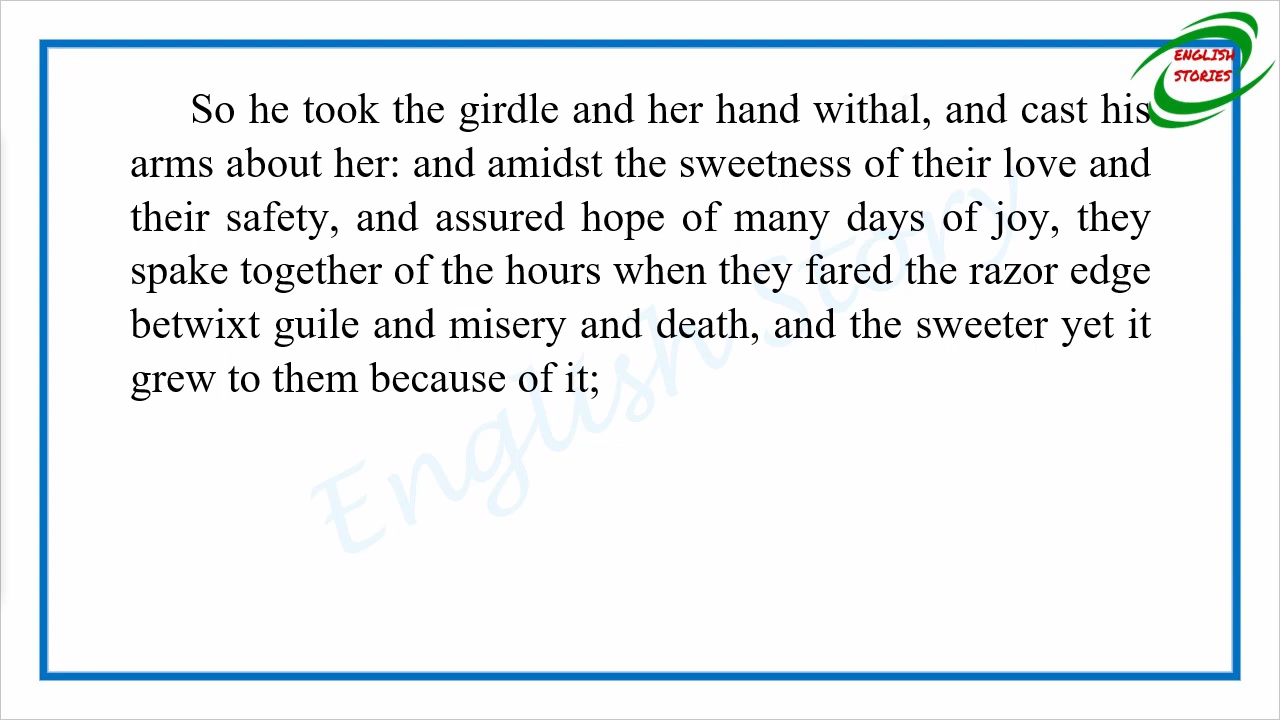 ENGLISH
STORIES
So he took the girdle and her hand withal, and cast his
arms about her: and amidst the sweetness of their love and
their safety, and assured hope of many days of joy, they
spake together of the hours when they fared the razor edge
betwixt guile and misery and death, and the sweeter yet it
grew to them because of it;
English Story